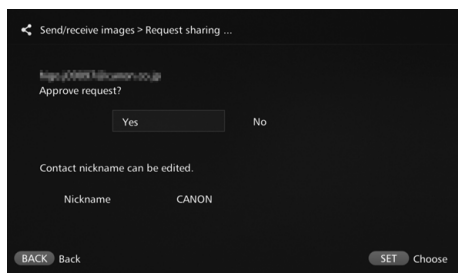 Send/receive images > Request sharing ...
Approve request?
Yes No
Contact nickname can be edited.
Nickname CANON
BACK Back SET Choose